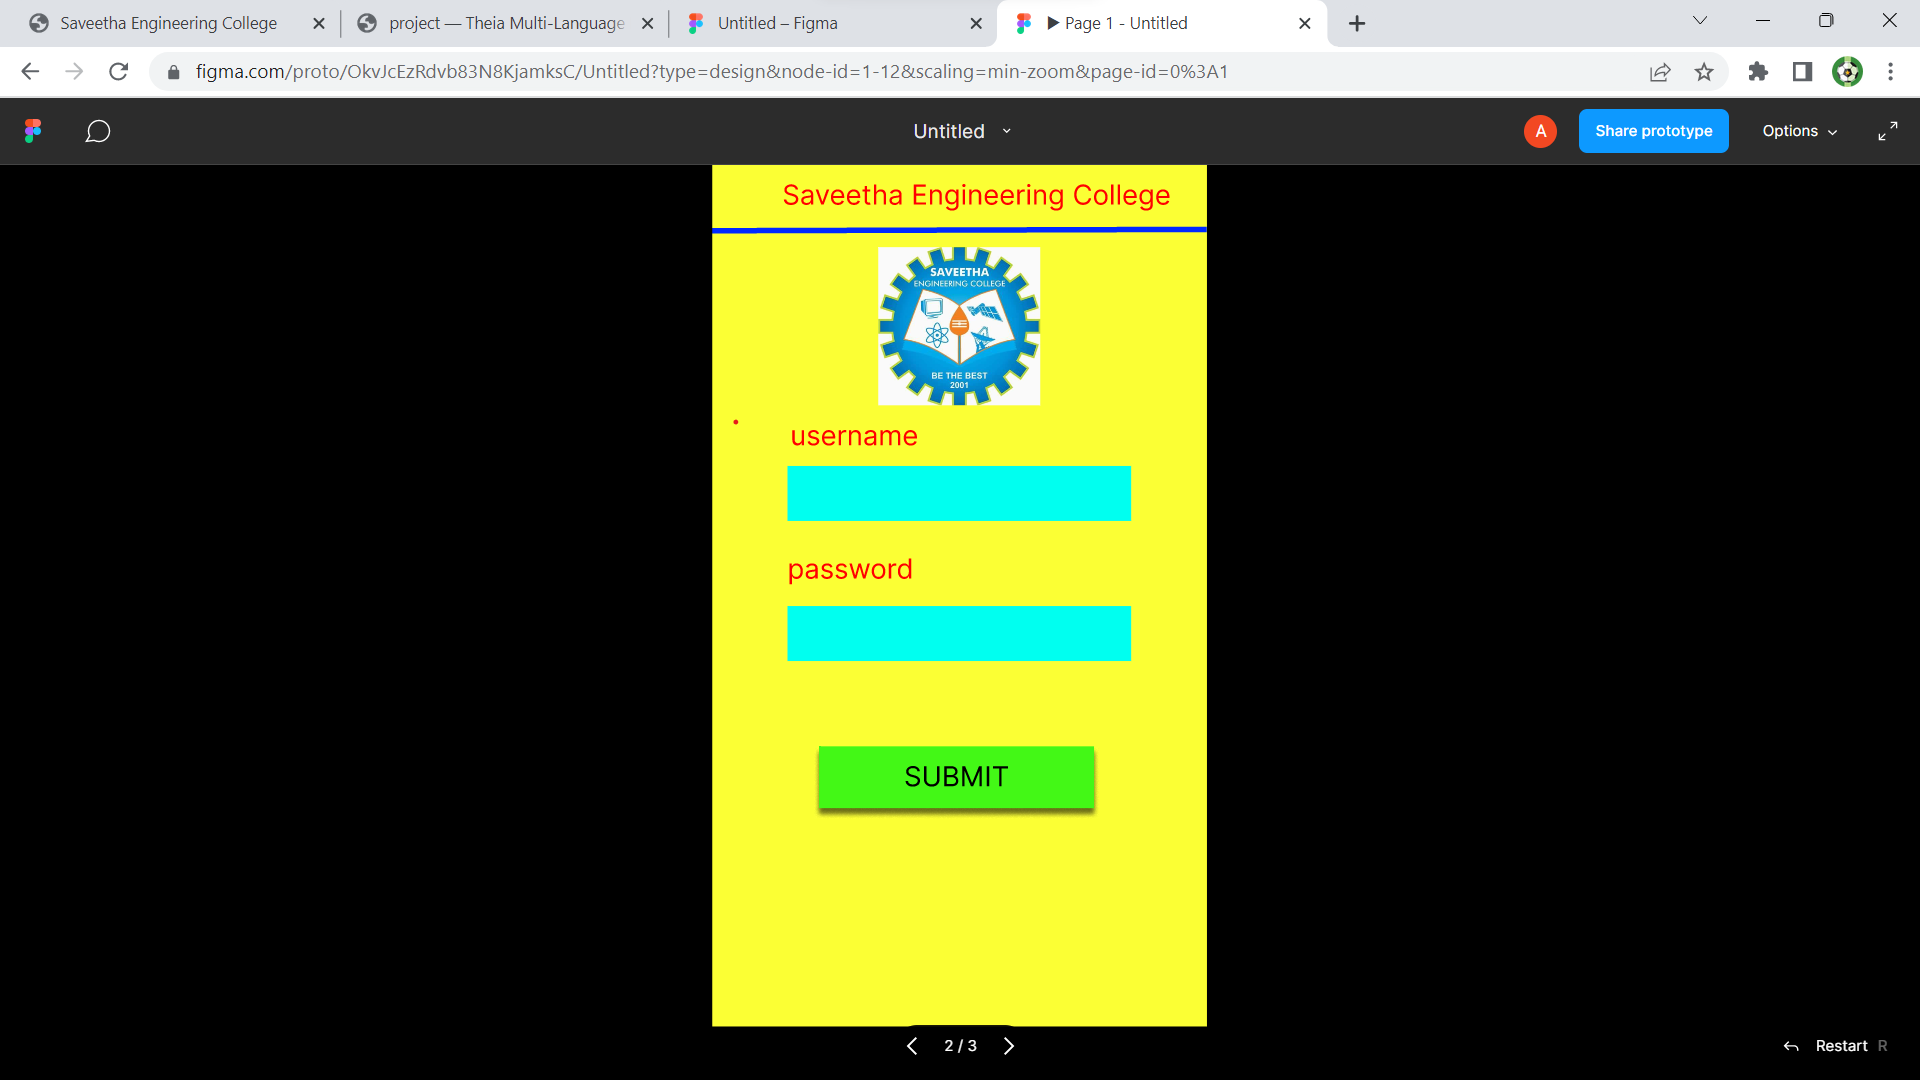 Saveetha Engineering College
project — Theia Multi-Language
Untitled – Figma
▶ Page 1 - Untitled
figma.com/proto/OkvJcEzRdvb83N8KjamksC/Untitled?type=design&node-id=1-12&scaling=min-zoom&page-id=0%3A1
Untitled
A
Share prototype
Options
Saveetha Engineering College
SAVEETHA
ENGINEERING COLLEGE
BE THE BEST
2001
username
password
SUBMIT
2 / 3
Restart R